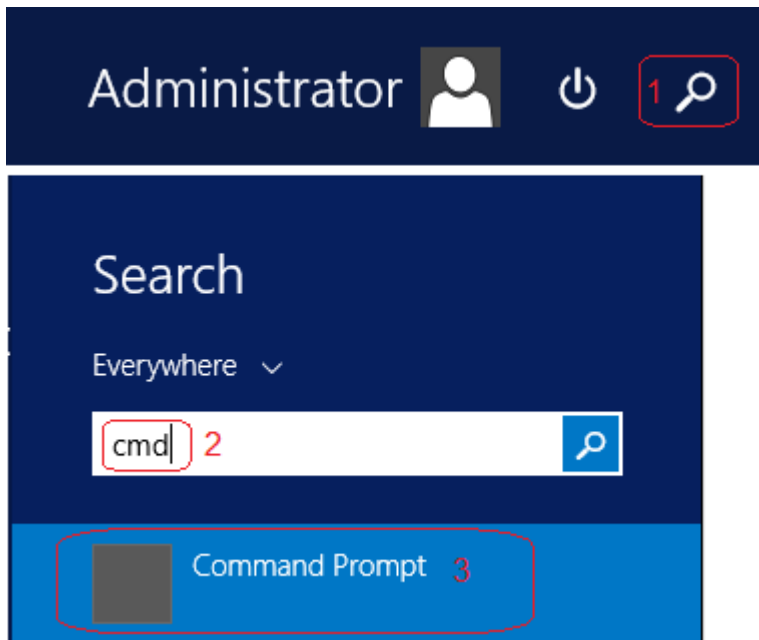 Administrator 1
Search
Everywhere
cmd 2
Command Prompt 3